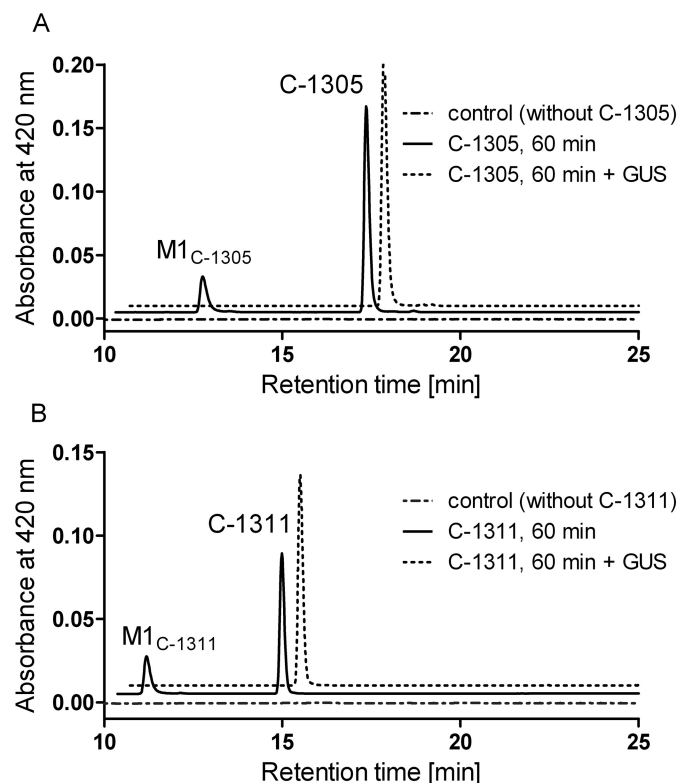 A
0.20
0.15
0.10
0.05
0.00
Absorbance at 420 nm
C-1305
M1C-1305
control (without C-1305)
C-1305, 60 min
C-1305, 60 min + GUS
10 15 20 25
Retention time [min]
B
0.15
0.10
0.05
0.00
Absorbance at 420 nm
C-1311
M1C-1311
control (without C-1311)
C-1311, 60 min
C-1311, 60 min + GUS
10 15 20 25
Retention time [min]